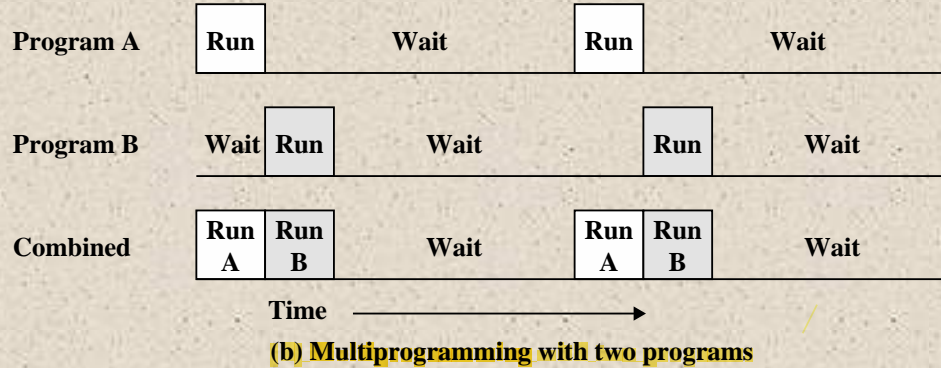 Program A Run Wait Run Wait
Program B Wait Run Wait Run Wait
Combined Run A Run B Wait Run A Run B Wait
Time
(b) Multiprogramming with two programs